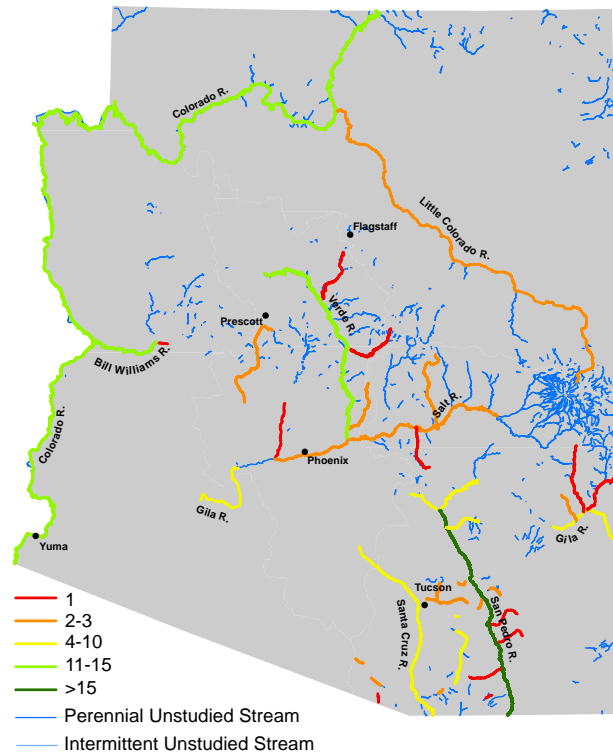 Colorado R.
Little Colorado R.
Flagstaff
Verde R.
Prescott
Bill Williams R.
Colorado R.
Salt R.
Phoenix
Gila R.
Gila R.
Yuma
Tucson
San Pedro R.
Santa Cruz R.
1
2-3
4-10
11-15
>15
Perennial Unstudied Stream
Intermittent Unstudied Stream